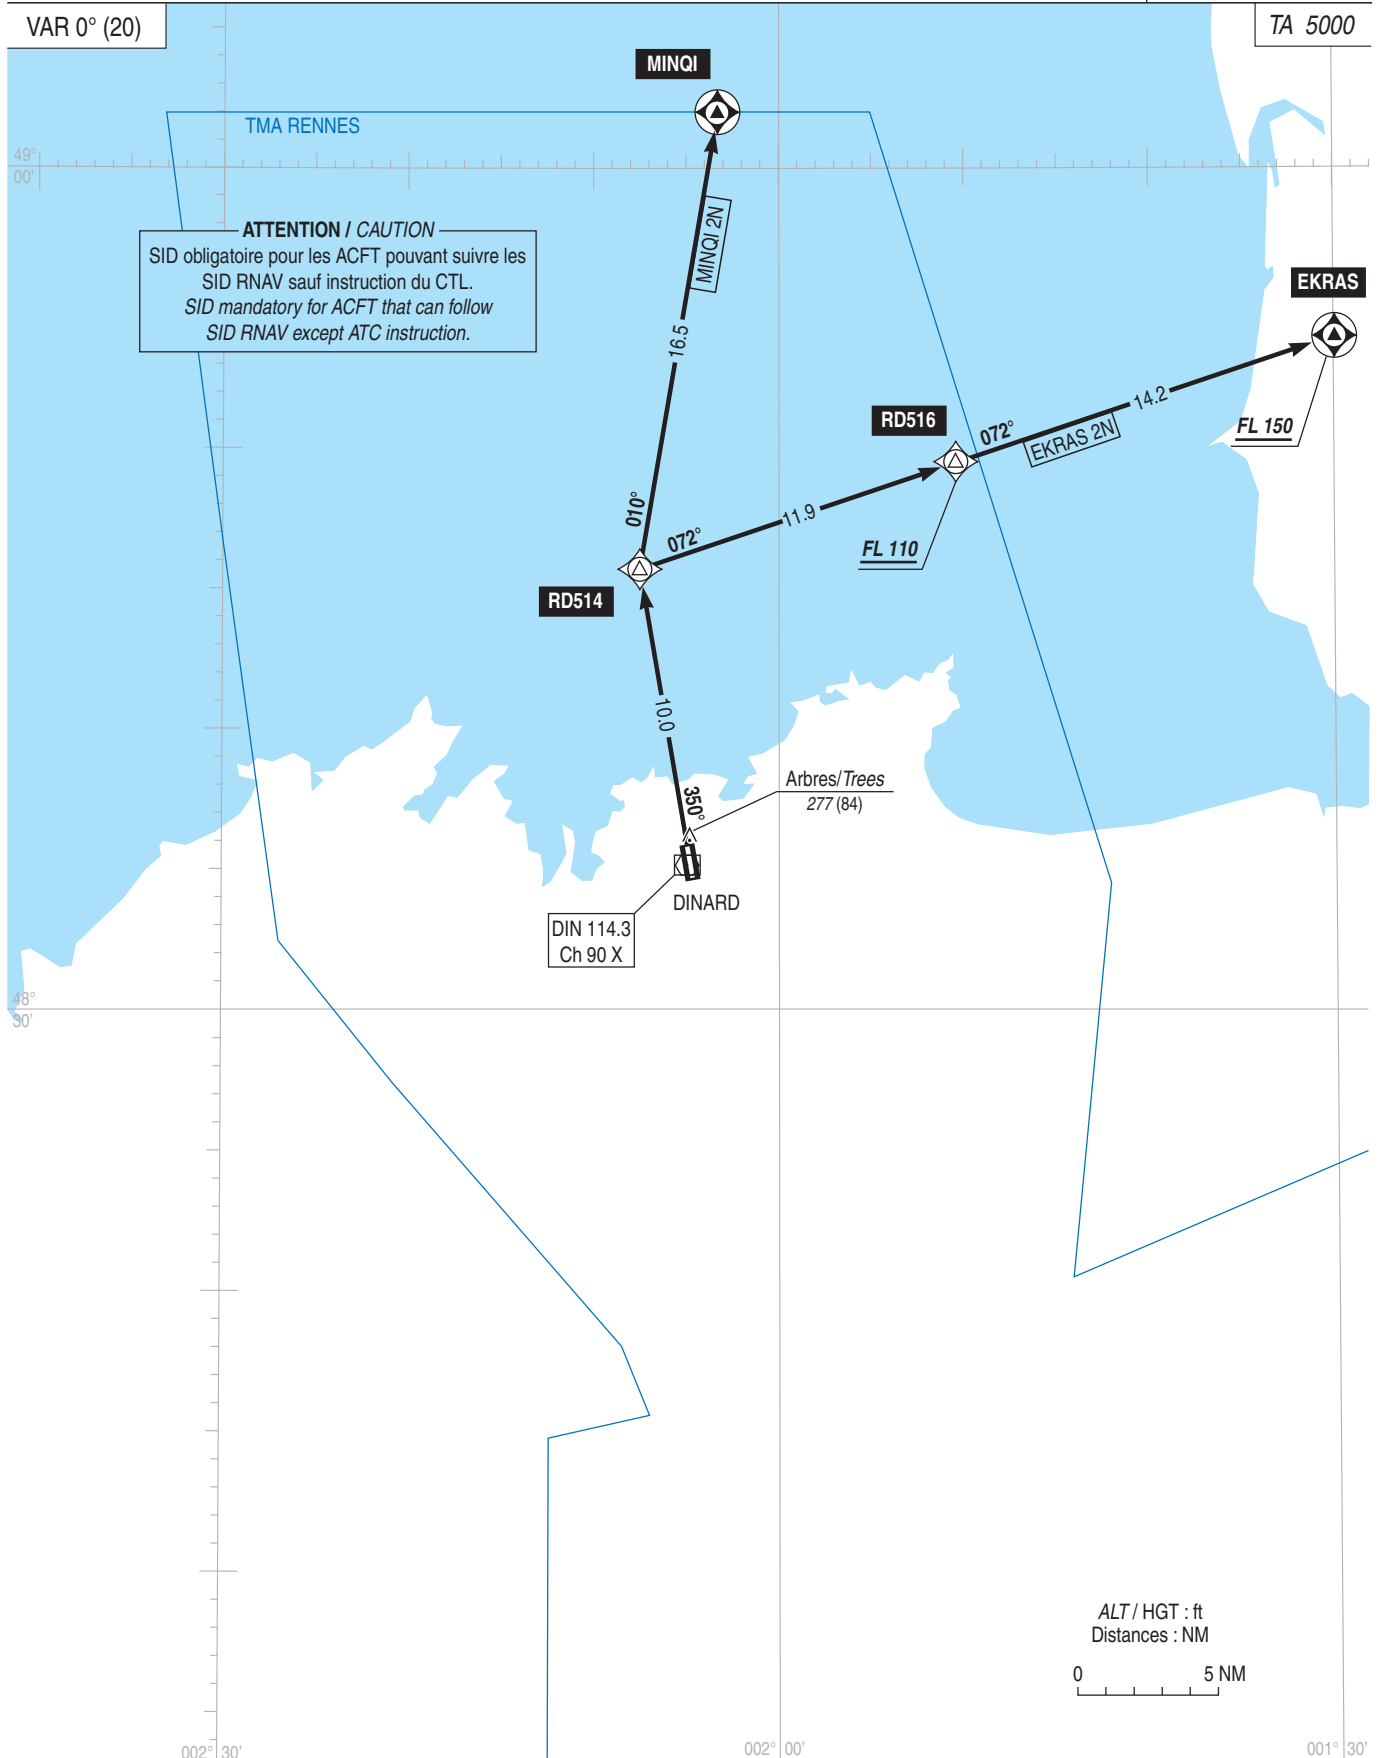 VAR 0° (20)
TA 5000
MINQI
TMA RENNES
49°
00'
ATTENTION / CAUTION
SID obligatoire pour les ACFT pouvant suivre les
SID RNAV sauf instruction du CTL.
SID mandatory for ACFT that can follow
SID RNAV except ATC instruction.
MINQI 2N
EKRAS
16.5
14.2
RD516
072°
EKRAS 2N
FL 150
010°
11.9
072°
FL 110
RD514
10.0
350°
Arbres/Trees
277 (84)
DINARD
DIN 114.3
Ch 90 X
48°
30'
ALT / HGT : ft
Distances : NM
0 5 NM
002° 30'
002° 00'
001° 30'